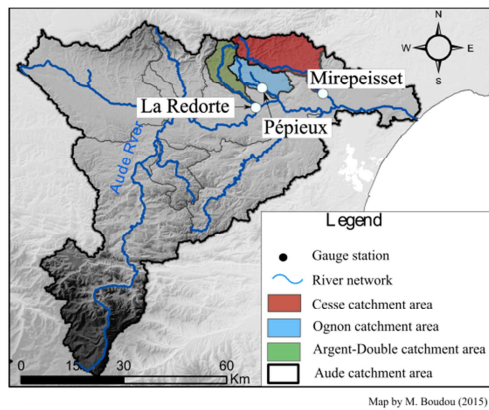 N
W
E
S
Mirepeisset
La Redorte
Pépieux
Aude RIver
Legend
Gauge station
River network
Cesse catchment area
Ognon catchment area
Argent-Double catchment area
Aude catchment area
0 15 30 60
Km
Map by M. Boudou (2015)